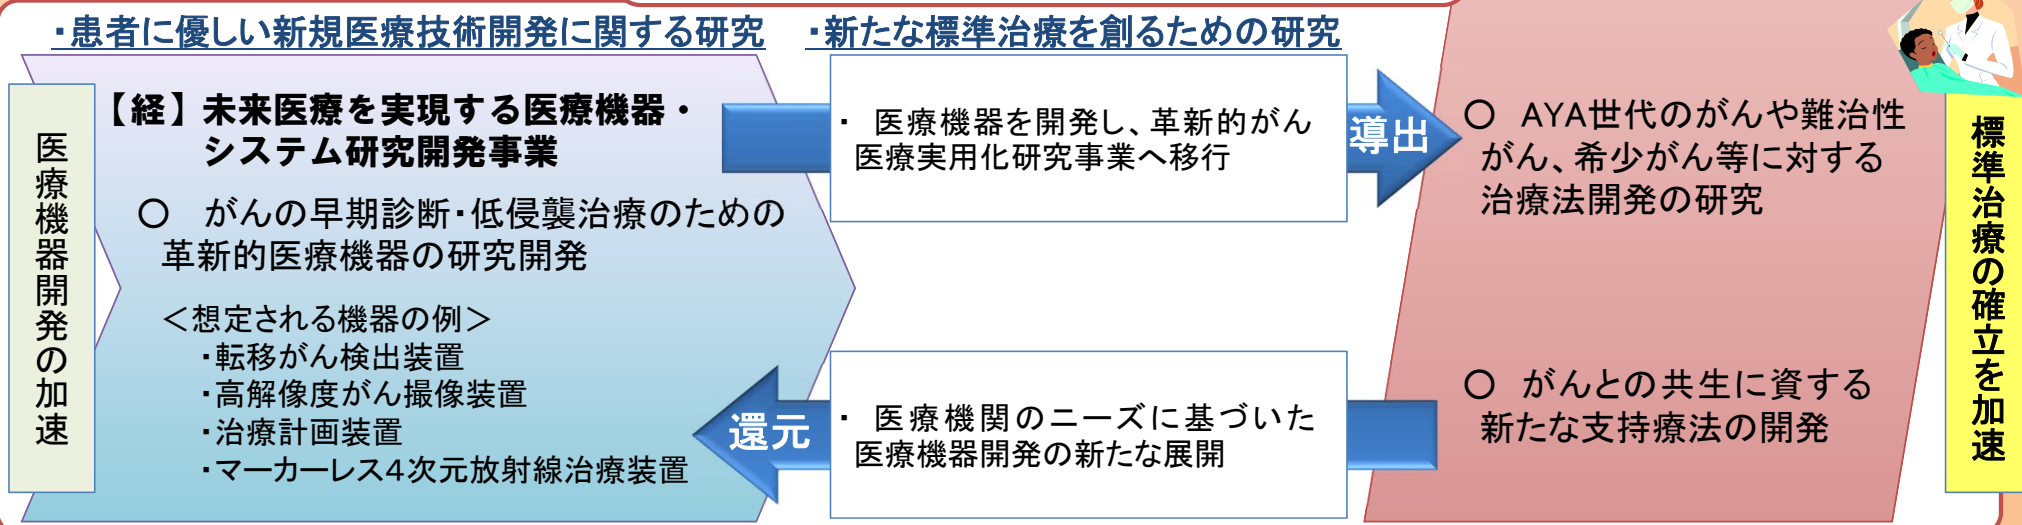 ・患者に優しい新規医療技術開発に関する研究
・新たな標準治療を創るための研究
医療機器開発の加速
【経】未来医療を実現する医療機器・
システム研究開発事業
○ がんの早期診断・低侵襲治療のための
革新的医療機器の研究開発
＜想定される機器の例＞
・転移がん検出装置
・高解像度がん撮像装置
・治療計画装置
・マーカーレス4次元放射線治療装置
・ 医療機器を開発し、革新的がん
医療実用化研究事業へ移行
導出
還元
・ 医療機関のニーズに基づいた
医療機器開発の新たな展開
○ AYA世代のがんや難治性
がん、希少がん等に対する
治療法開発の研究
○ がんとの共生に資する
新たな支持療法の開発
標準治療の確立を加速